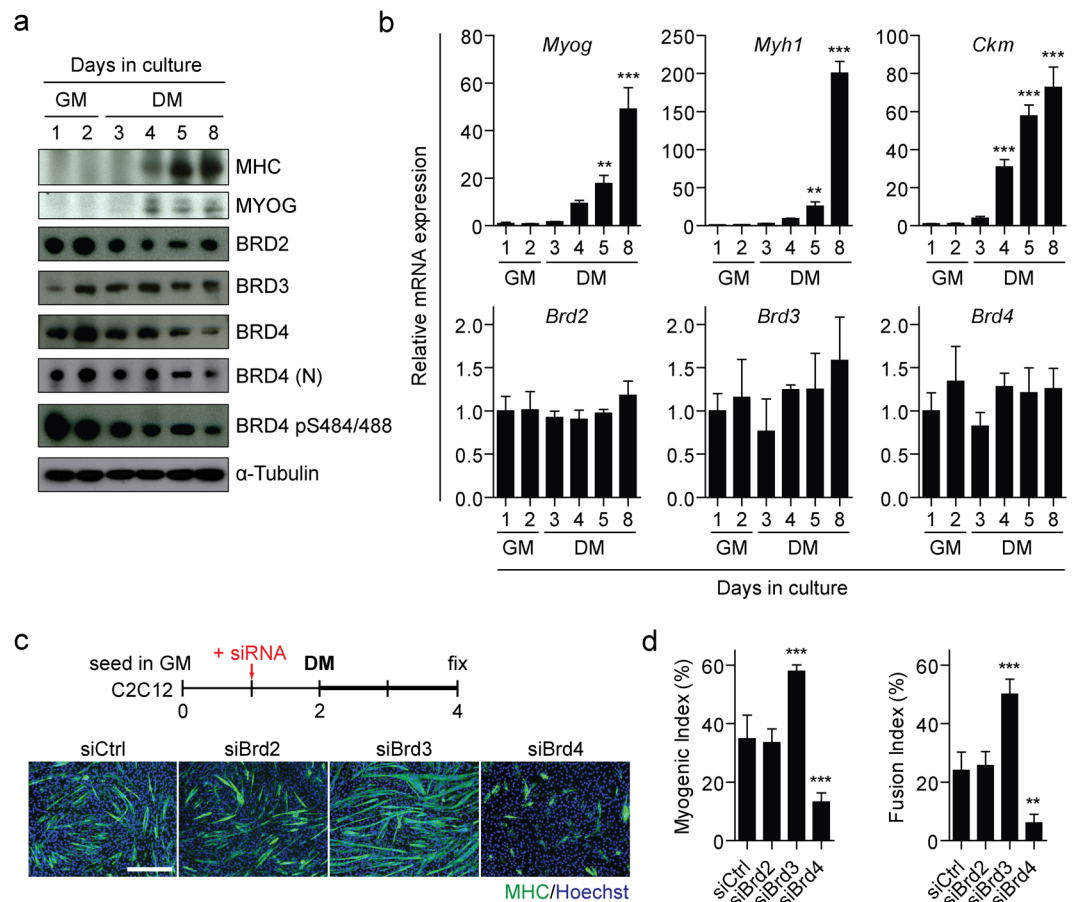 a
Days in culture
GM DM
1 2 3 4 5 8
MHC
MYOG
BRD2
BRD3
BRD4
BRD4 (N)
BRD4 pS484/488
α-Tubulin
b
Relative mRNA expression
Myog
80
60
40
20
0
**
***
1 2 3 4 5 8
GM DM
Myh1
250
200
150
100
50
0
**
***
1 2 3 4 5 8
GM DM
Ckm
100
80
60
40
20
0
***
***
***
1 2 3 4 5 8
GM DM
Brd2
2.0
1.5
1.0
0.5
0.0
1 2 3 4 5 8
GM DM
Brd3
2.0
1.5
1.0
0.5
0.0
1 2 3 4 5 8
GM DM
Brd4
2.0
1.5
1.0
0.5
0.0
1 2 3 4 5 8
GM DM
Days in culture
c
+ siRNA
seed in GM DM fix
C2C12
0 2 4
siCtrl siBrd2 siBrd3 siBrd4
MHC/Hoechst
d
Myogenic Index (%)
60
40
20
0
***
***
siCtrl
siBrd2
siBrd3
siBrd4
Fusion Index (%)
60
40
20
0
***
**
siCtrl
siBrd2
siBrd3
siBrd4